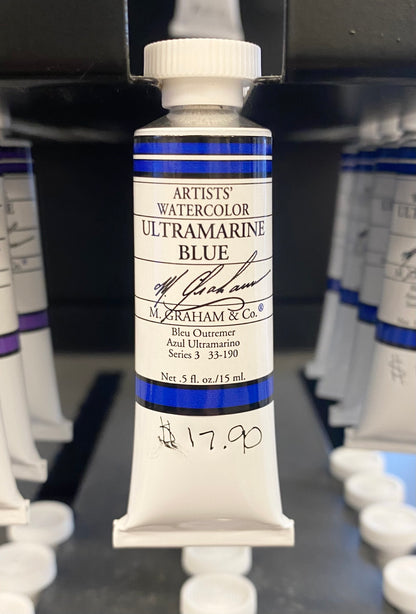 ARTISTS'
WATERCOLOR
ULTRAMARINE
BLUE
M. Graham
M. GRAHAM & Co.®
Bleu Outremer
Azul Ultramarino
Series 3 33-190
Net .5 fl. oz./15 ml.
$17.90